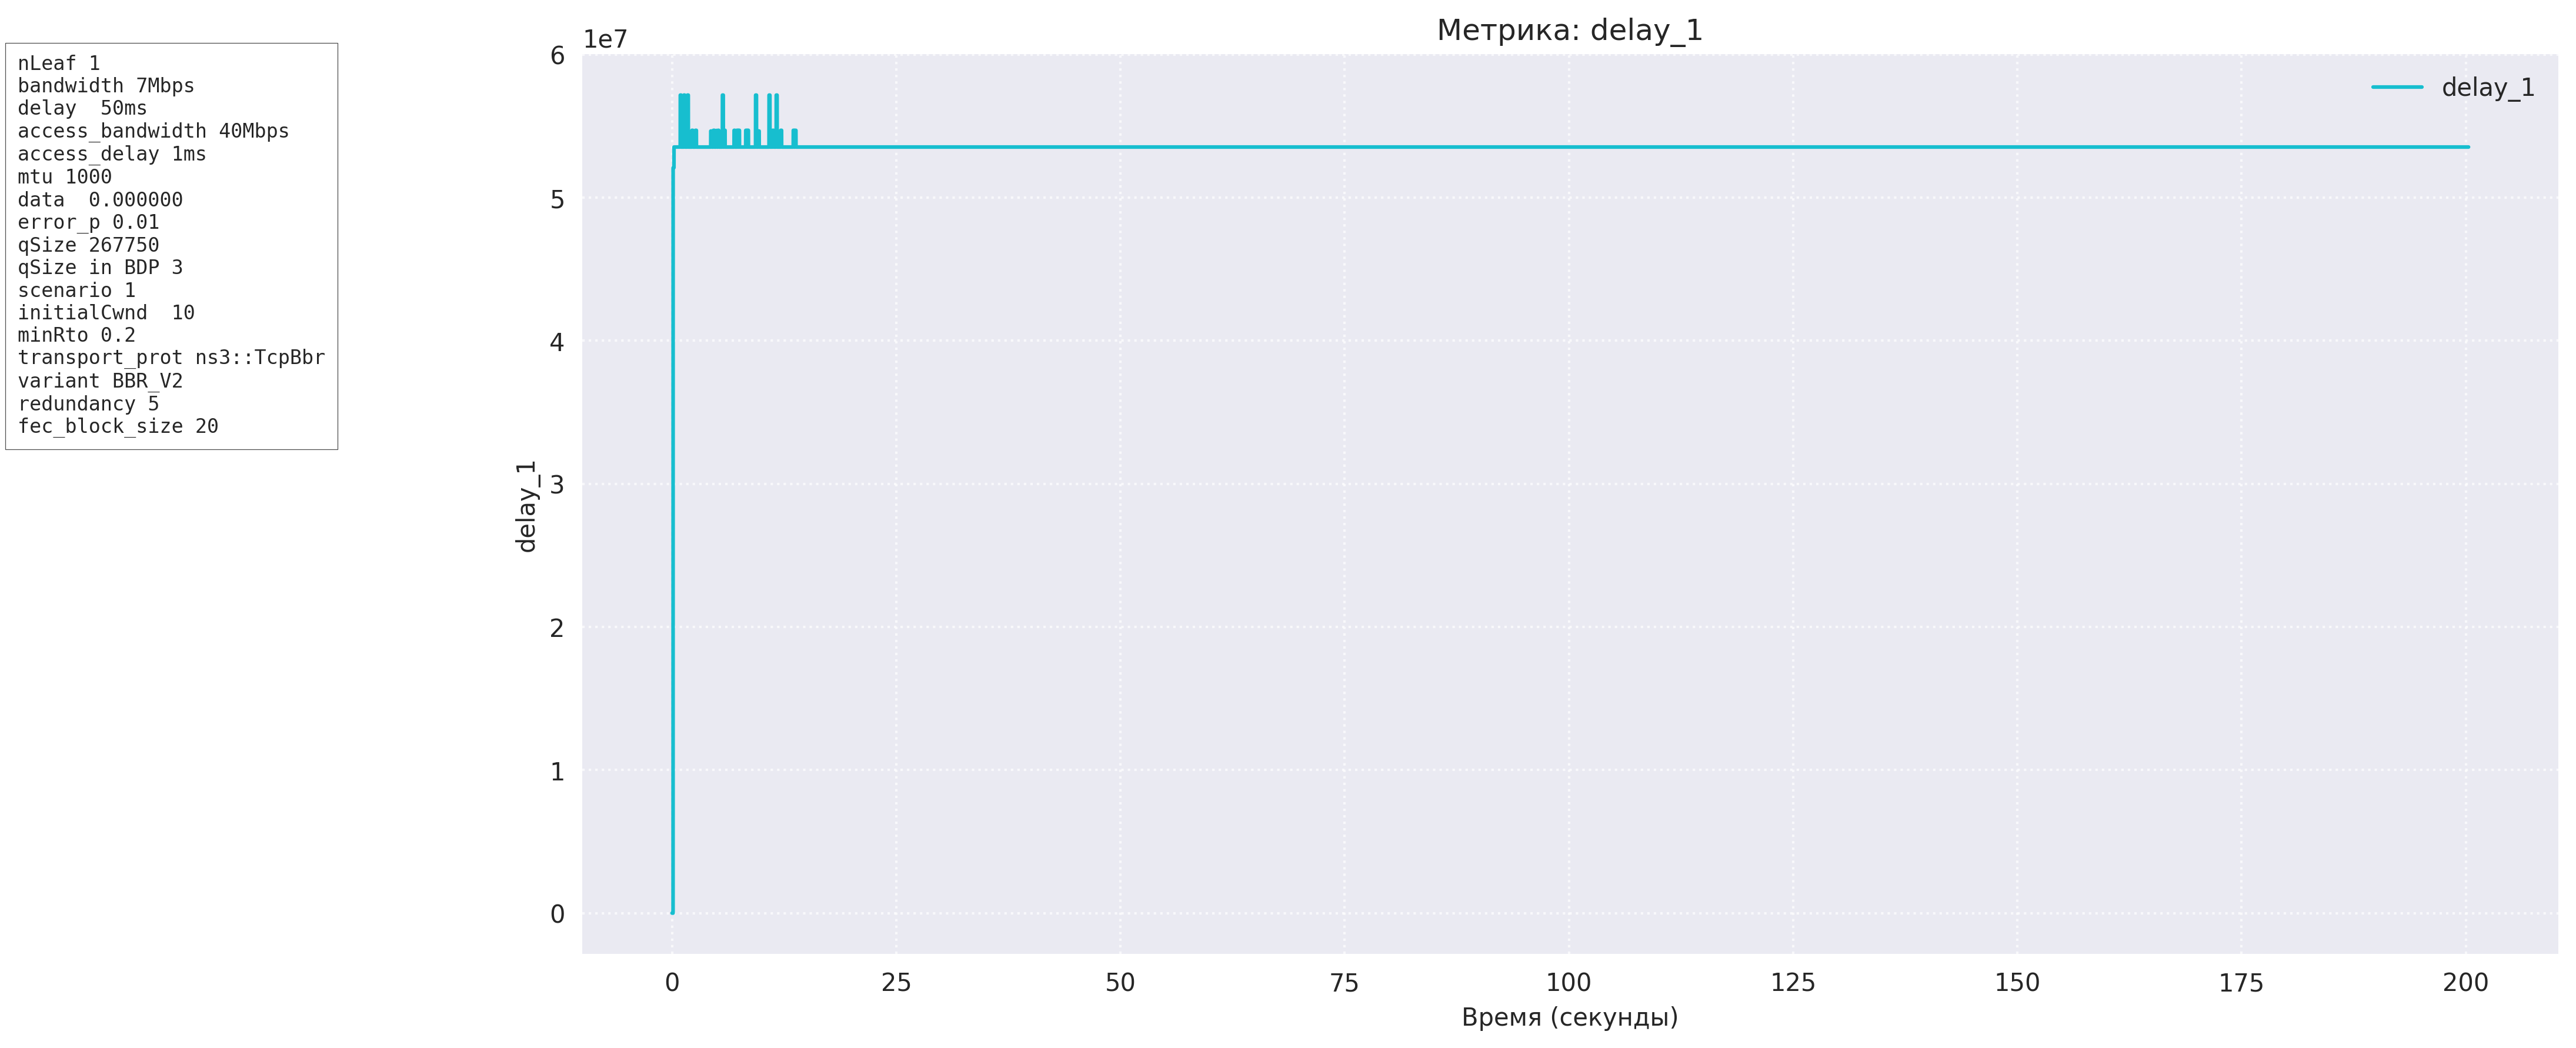 nLeaf 1
bandwidth 7Mbps
delay  50ms
access_bandwidth 40Mbps
access_delay 1ms
mtu 1000
data  0.000000
error_p 0.01
qSize 267750
qSize in BDP 3
scenario 1
initialCwnd  10
minRto 0.2
transport_prot ns3::TcpBbr
variant BBR_V2
redundancy 5
fec_block_size 20
Метрика: delay_1
1e7
6
5
4
3
2
1
0
delay_1
delay_1
0 25 50 75 100 125 150 175 200
Время (секунды)